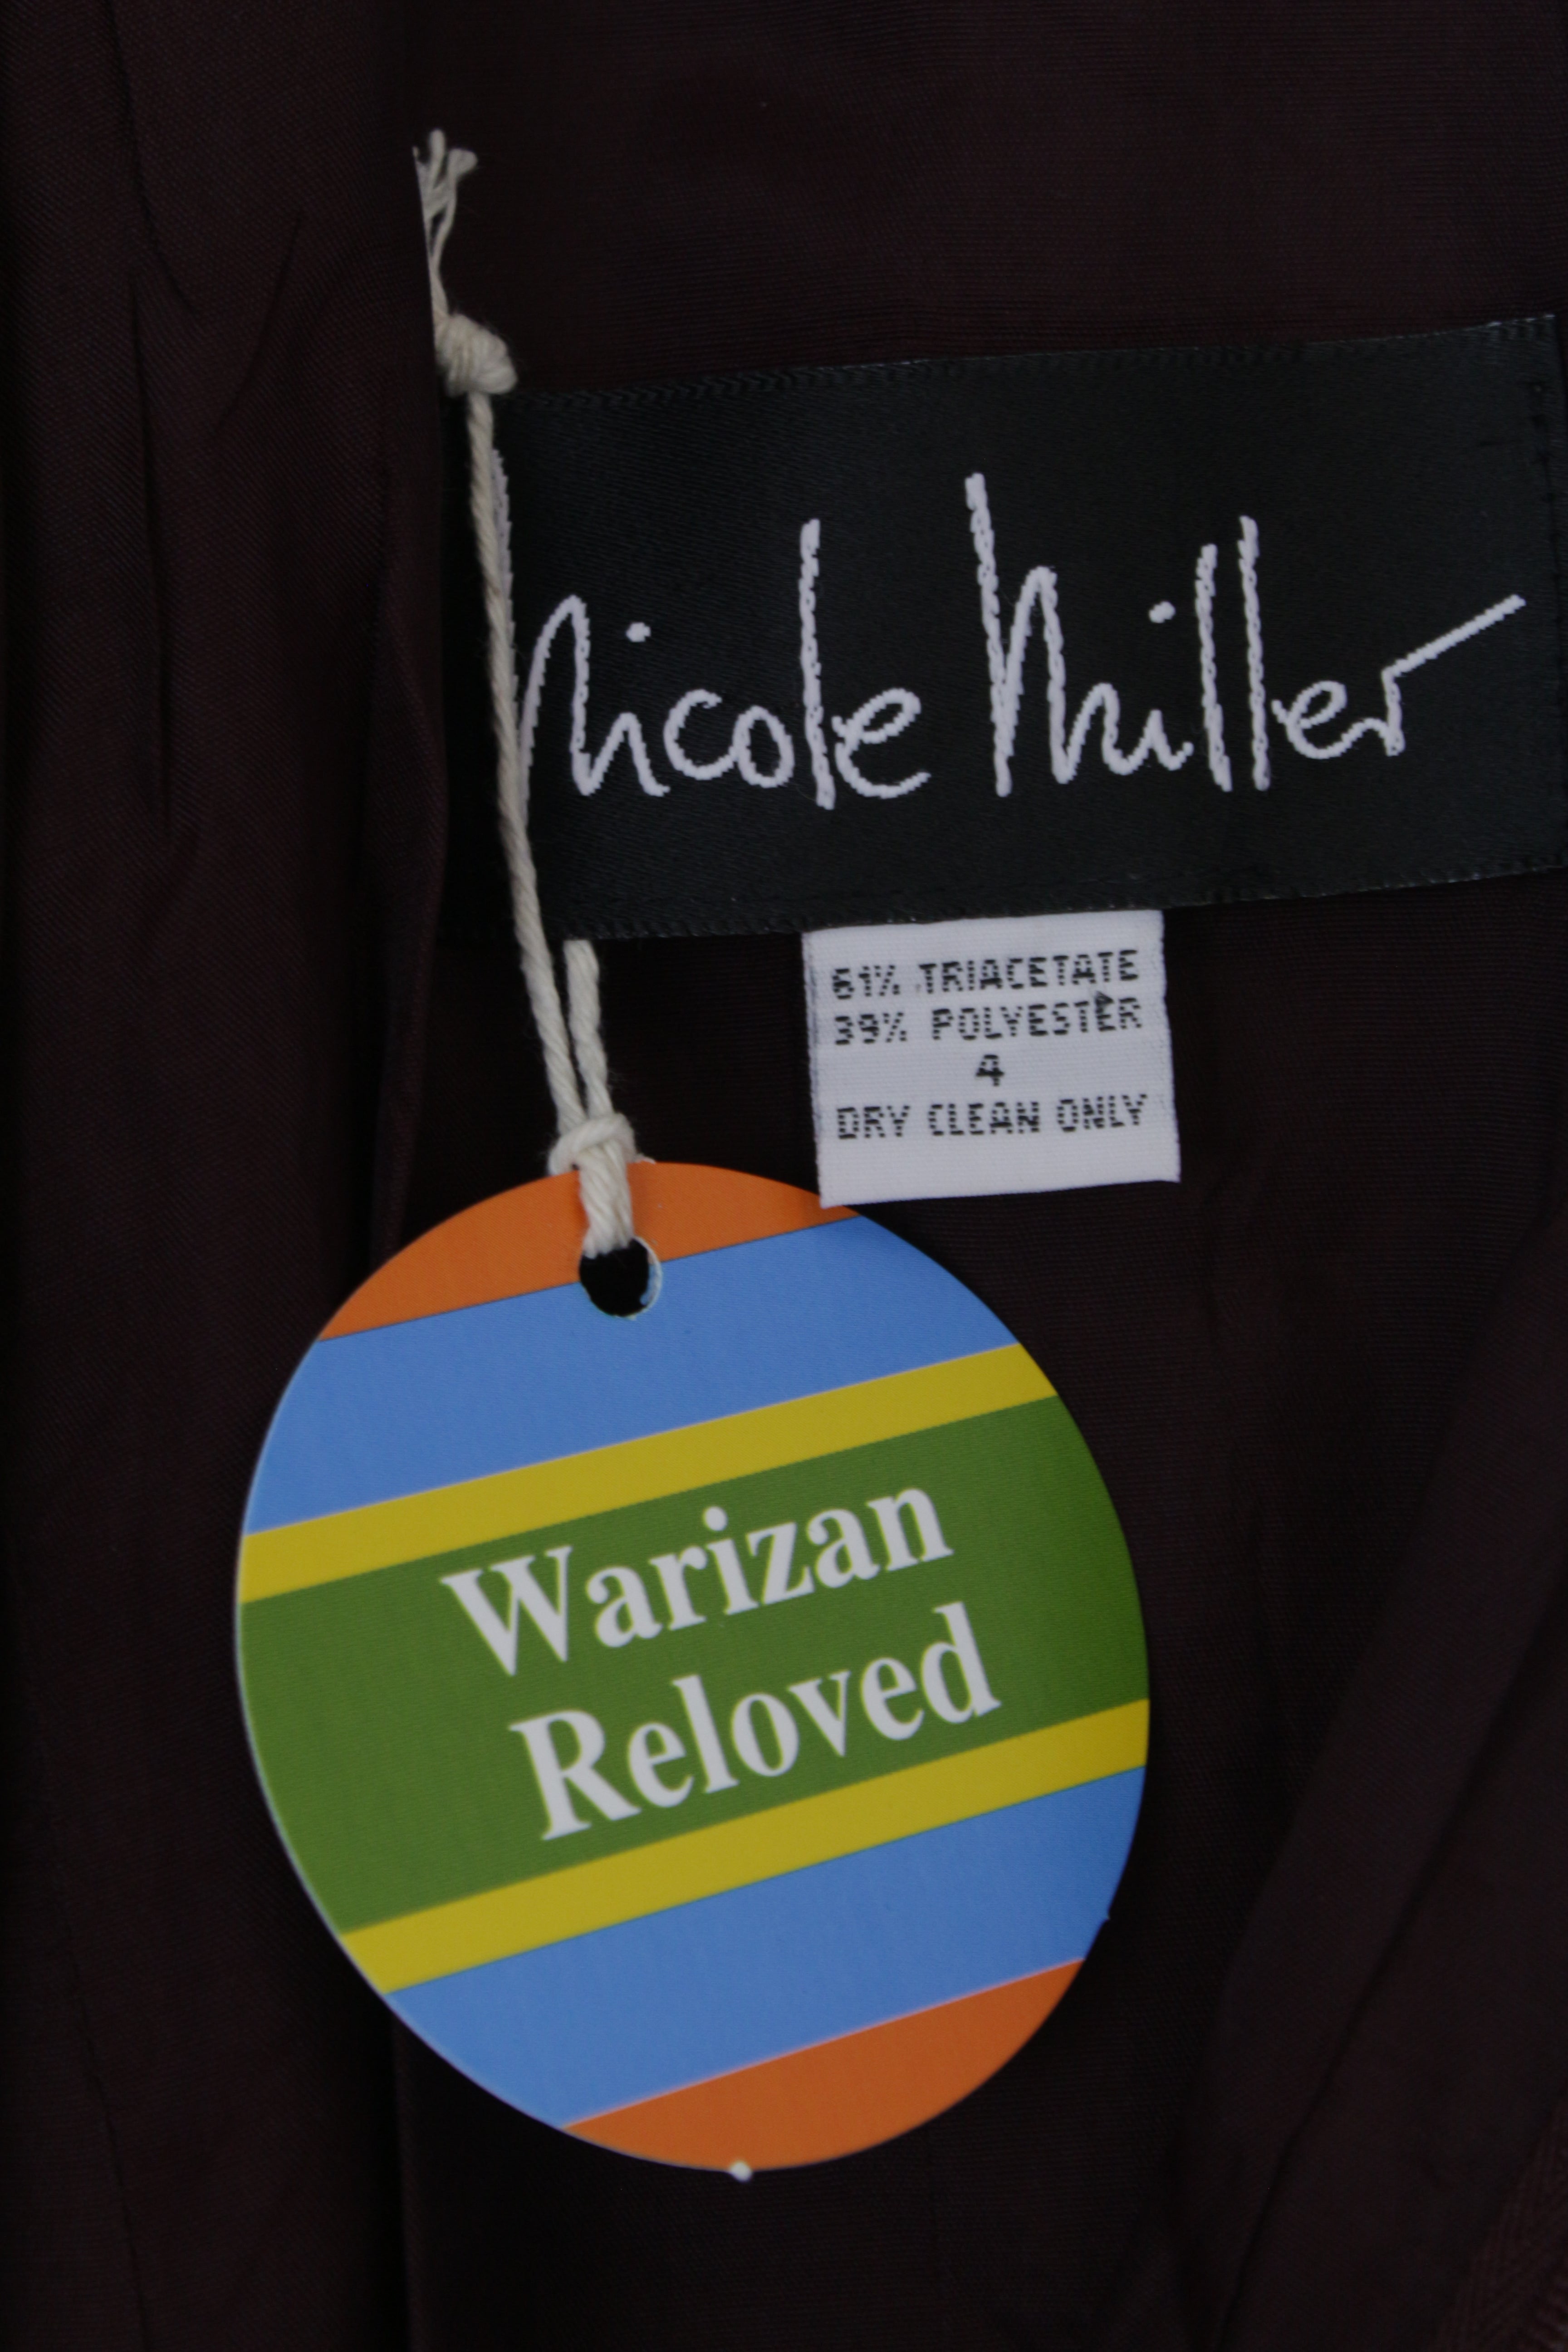 Nicole Miller
61% TRIACETATE
39% POLYESTER
4
DRY CLEAN ONLY
Warizan
Reloved